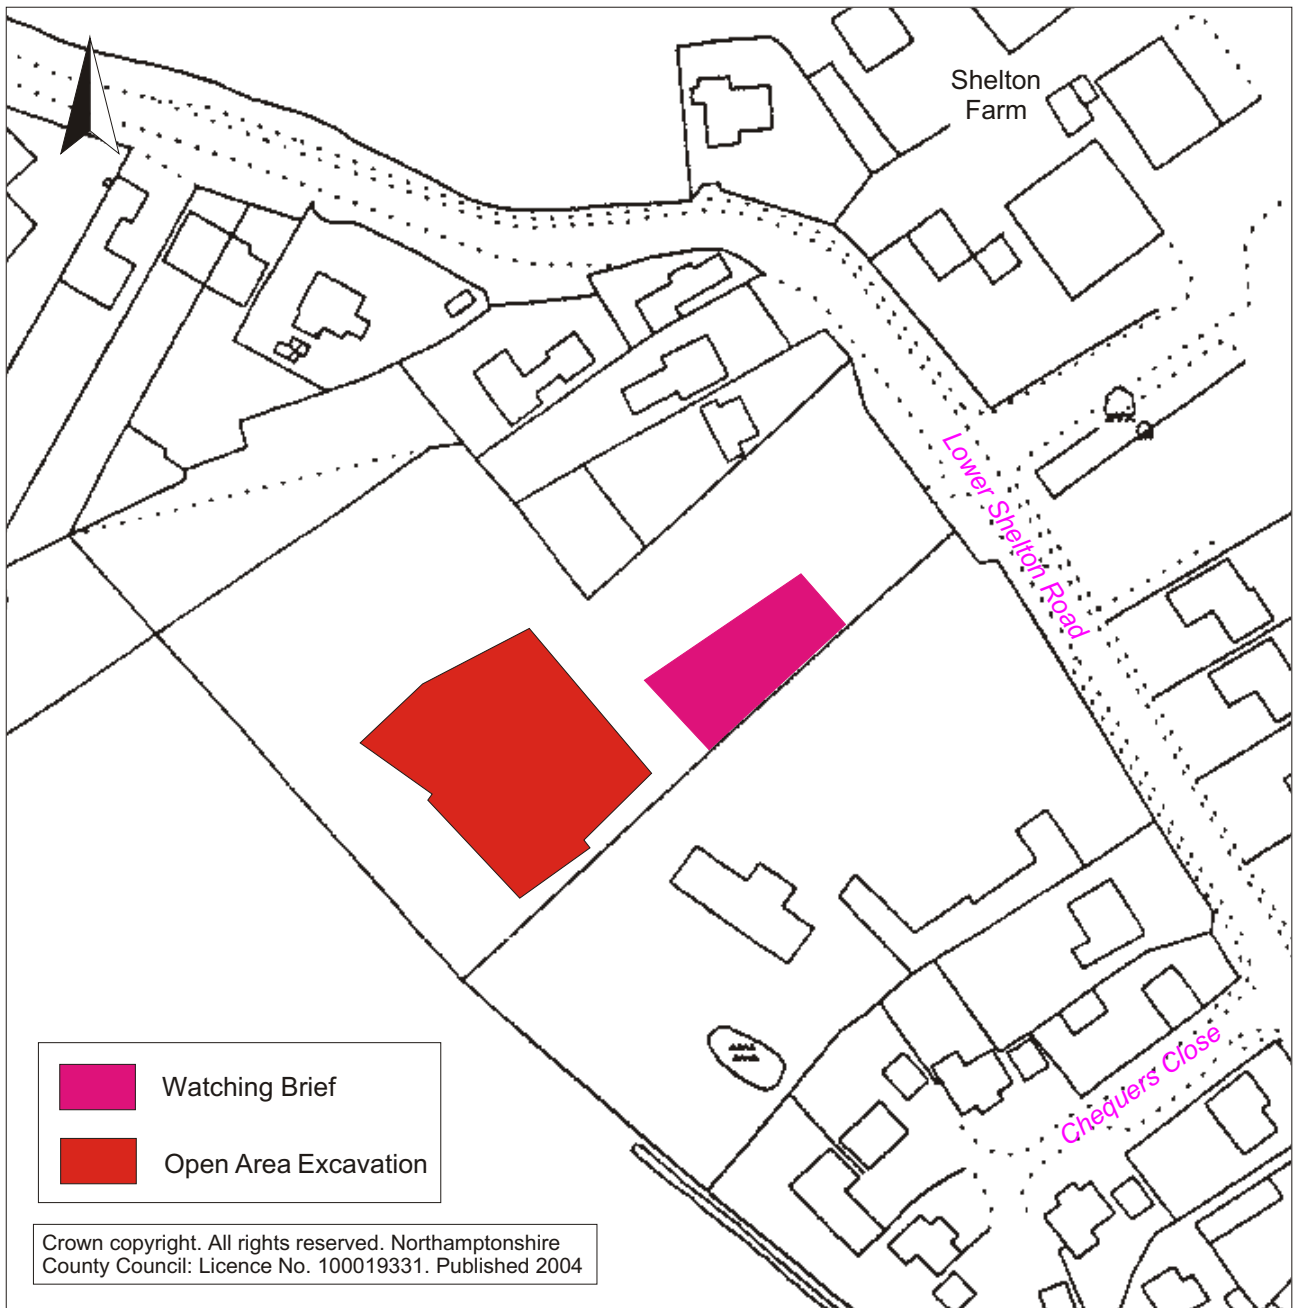 Shelton
Farm
Lower Shelton Road
Chequers Close
Watching Brief
Open Area Excavation
Crown copyright. All rights reserved. Northamptonshire
County Council: Licence No. 100019331. Published 2004